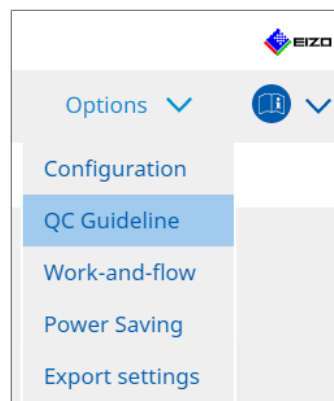 EIZO
Options
Configuration
QC Guideline
Work-and-flow
Power Saving
Export settings